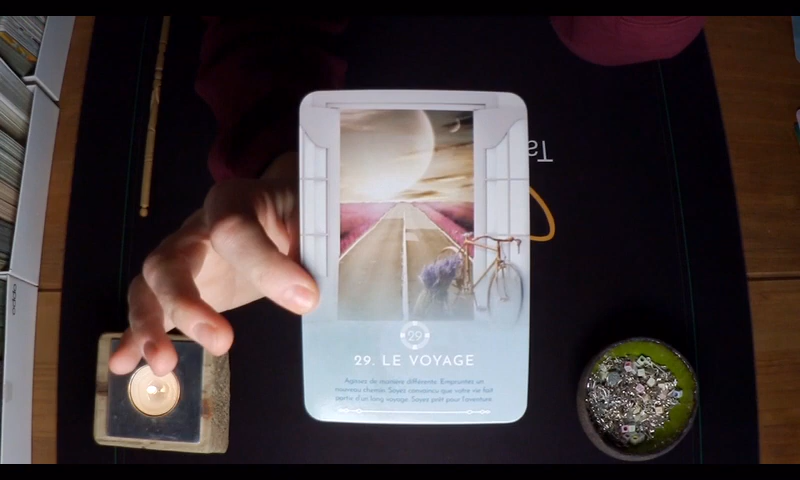 Ta
29
29. LE VOYAGE
Agissez de manière différente. Empruntez un
nouveau chemin. Soyez convaincu que votre vie fait
partie d'un long voyage. Soyez prêt pour l'aventure.